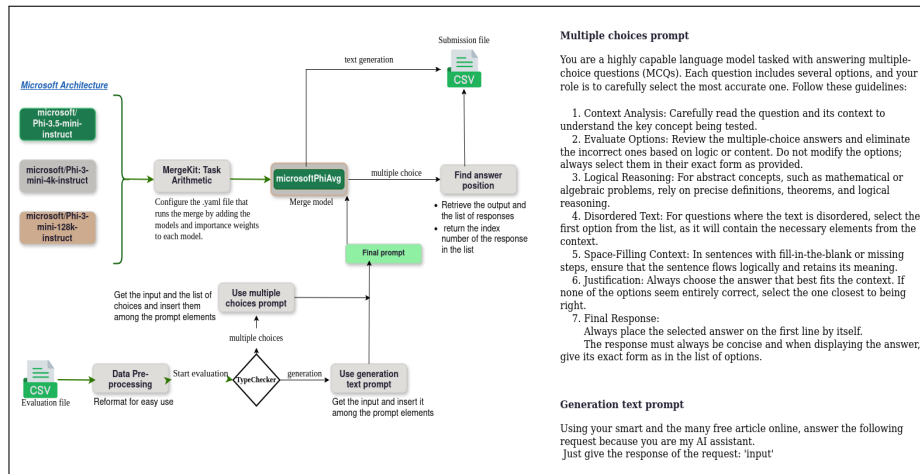 Submission file
CSV
text generation
Microsoft Architecture
microsoft/
Phi-3.5-mini-
instruct
microsoft/Phi-3-
mini-4k-instruct
microsoft/Phi-3
-mini-128k-
instruct
MergeKit: Task
Arithmetic
Configure the .yaml file that
runs the merge by adding the
models and importance weights
to each model.
microsoftPhiAvg
Merge model
multiple choice
Find answer
position
• Retrieve the output and
the list of responses
• return the index
number of the response
in the list
Final prompt
Get the input and the list of
choices and insert them
among the prompt elements
Use multiple
choices prompt
multiple choices
CSV
Evaluation file
Data Pre-
processing
Reformat for easy use
Start evaluation
TypeChecker
generation
Use generation
text prompt
Get the input and insert it
among the prompt elements
Multiple choices prompt
You are a highly capable language model tasked with answering multiple-
choice questions (MCQs). Each question includes several options, and your
role is to carefully select the most accurate one. Follow these guidelines:
1. Context Analysis: Carefully read the question and its context to
understand the key concept being tested.
2. Evaluate Options: Review the multiple-choice answers and eliminate
the incorrect ones based on logic or content. Do not modify the options;
always select them in their exact form as provided.
3. Logical Reasoning: For abstract concepts, such as mathematical or
algebraic problems, rely on precise definitions, theorems, and logical
reasoning.
4. Disordered Text: For questions where the text is disordered, select the
first option from the list, as it will contain the necessary elements from the
context.
5. Space-Filling Context: In sentences with fill-in-the-blank or missing
steps, ensure that the sentence flows logically and retains its meaning.
6. Justification: Always choose the answer that best fits the context. If
none of the options seem entirely correct, select the one closest to being
right.
7. Final Response:
Always place the selected answer on the first line by itself.
The response must always be concise and when displaying the answer,
give its exact form as in the list of options.
Generation text prompt
Using your smart and the many free article online, answer the following
request because you are my AI assistant.
Just give the response of the request: 'input'